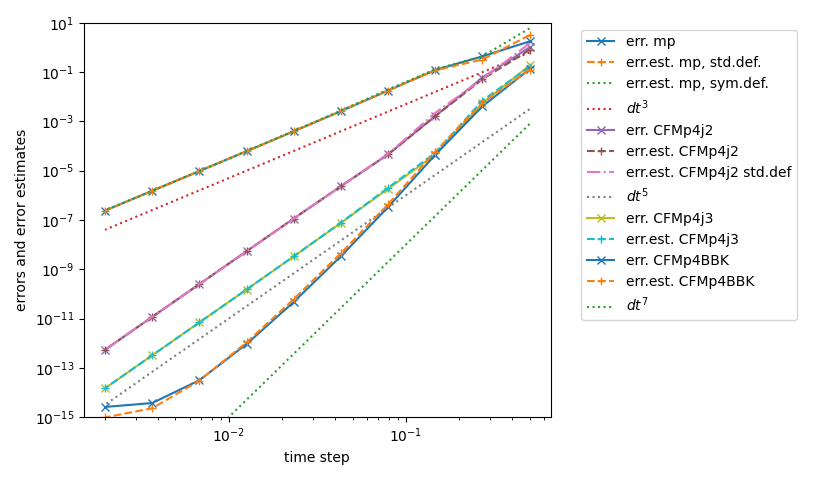 errors and error estimates
10^1
10^-1
10^-3
10^-5
10^-7
10^-9
10^-11
10^-13
10^-15
10^-2
10^-1
time step
err. mp
err.est. mp, std.def.
err.est. mp, sym.def.
dt^3
err. CFMp4j2
err.est. CFMp4j2
err.est. CFMp4j2 std.def
dt^5
err. CFMp4j3
err.est. CFMp4j3
err. CFMp4BBK
err.est. CFMp4BBK
dt^7